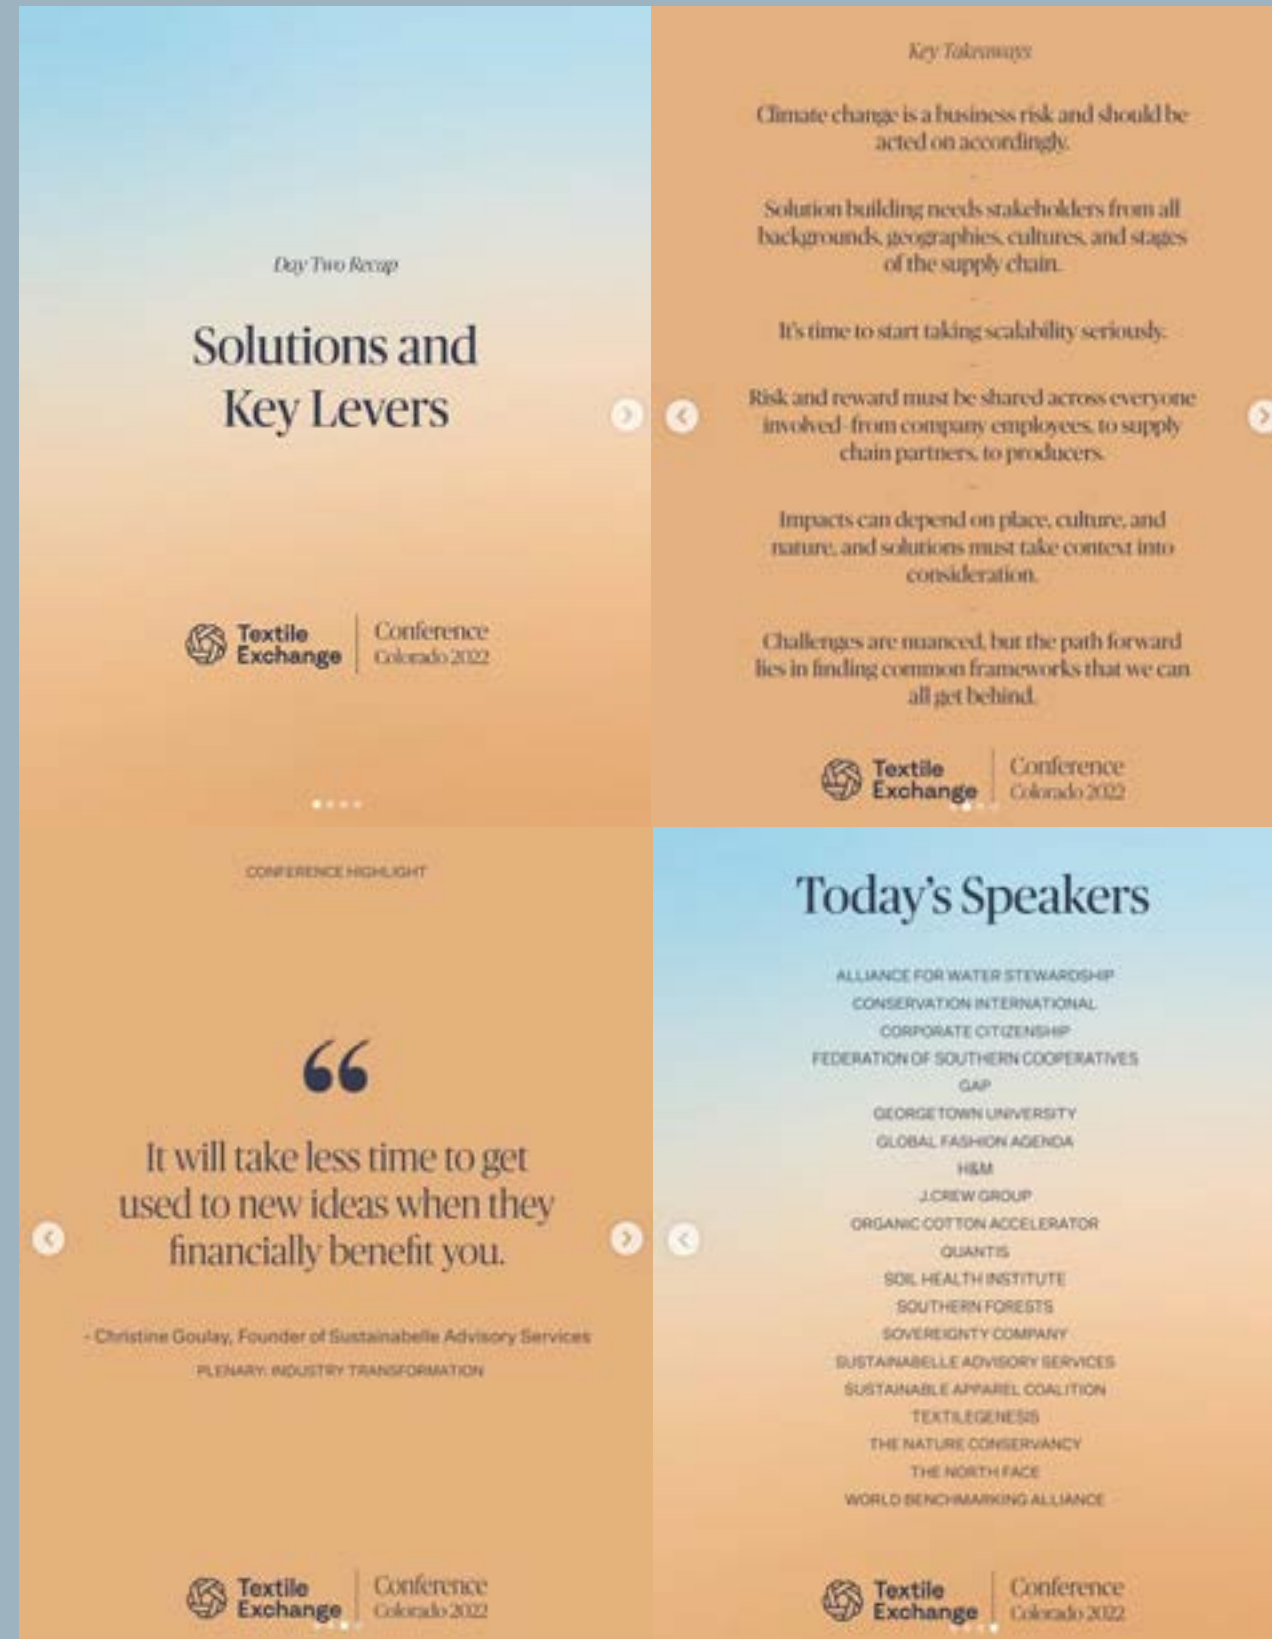 Day Two Recap
Solutions and
Key Levers
Textile
Exchange
Conference
Colorado 2022
Key Takeaways
Climate change is a business risk and should be
acted on accordingly.
-
Solution building needs stakeholders from all
backgrounds, geographies, cultures, and stages
of the supply chain.
-
It's time to start taking scalability seriously.
-
Risk and reward must be shared across everyone
involved–from company employees, to supply
chain partners, to producers.
-
Impacts can depend on place, culture, and
nature, and solutions must take context into
consideration.
-
Challenges are nuanced, but the path forward
lies in finding common frameworks that we can
all get behind.
Textile
Exchange
Conference
Colorado 2022
CONFERENCE HIGHLIGHT
“
It will take less time to get
used to new ideas when they
financially benefit you.
- Christine Goulay, Founder of Sustainabelle Advisory Services
PLENARY: INDUSTRY TRANSFORMATION
Textile
Exchange
Conference
Colorado 2022
Today's Speakers
ALLIANCE FOR WATER STEWARDSHIP
CONSERVATION INTERNATIONAL
CORPORATE CITIZENSHIP
FEDERATION OF SOUTHERN COOPERATIVES
GAP
GEORGETOWN UNIVERSITY
GLOBAL FASHION AGENDA
H&M
J.CREW GROUP
ORGANIC COTTON ACCELERATOR
QUANTIS
SOIL HEALTH INSTITUTE
SOUTHERN FORESTS
SOVEREIGNTY COMPANY
SUSTAINABELLE ADVISORY SERVICES
SUSTAINABLE APPAREL COALITION
TEXTILEGENESIS
THE NATURE CONSERVANCY
THE NORTH FACE
WORLD BENCHMARKING ALLIANCE
Textile
Exchange
Conference
Colorado 2022